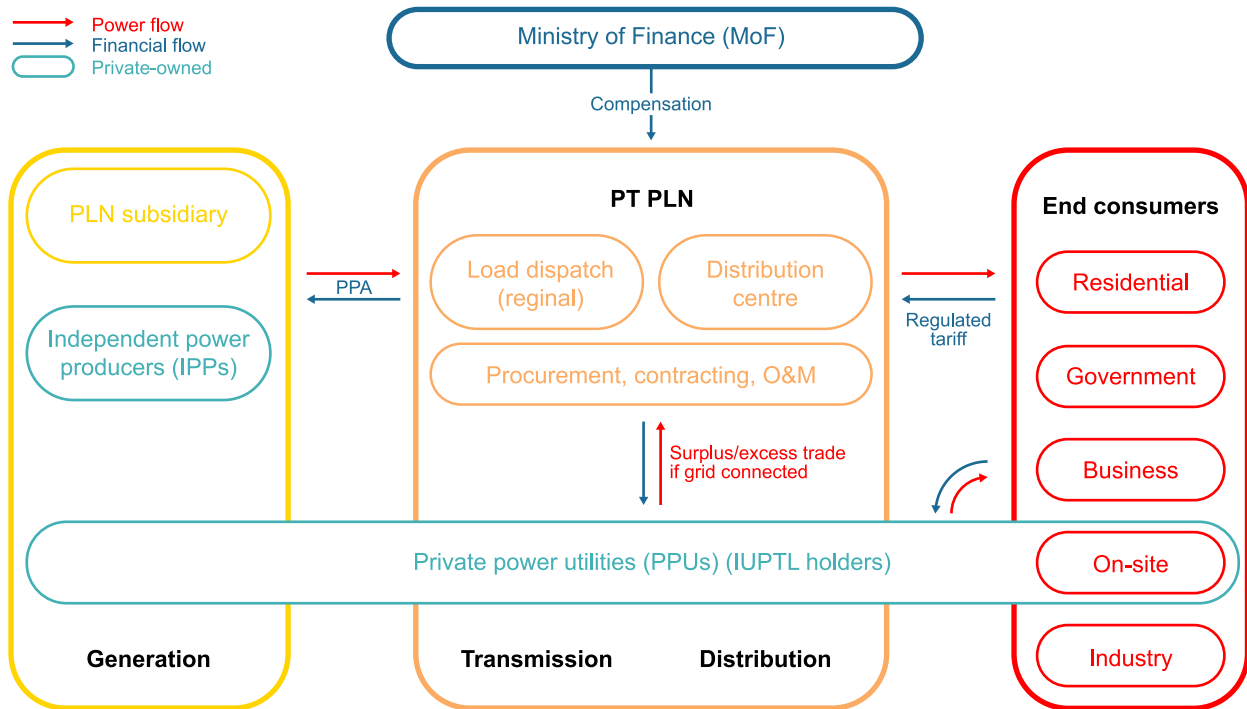 Power flow
Financial flow
Private-owned
Ministry of Finance (MoF)
Compensation
PLN subsidiary
Independent power
producers (IPPs)
PPA
PT PLN
Load dispatch
(reginal)
Distribution
centre
Procurement, contracting, O&M
Surplus/excess trade
if grid connected
Regulated
tariff
End consumers
Residential
Government
Business
Private power utilities (PPUs) (IUPTL holders)
On-site
Industry
Generation
Transmission
Distribution